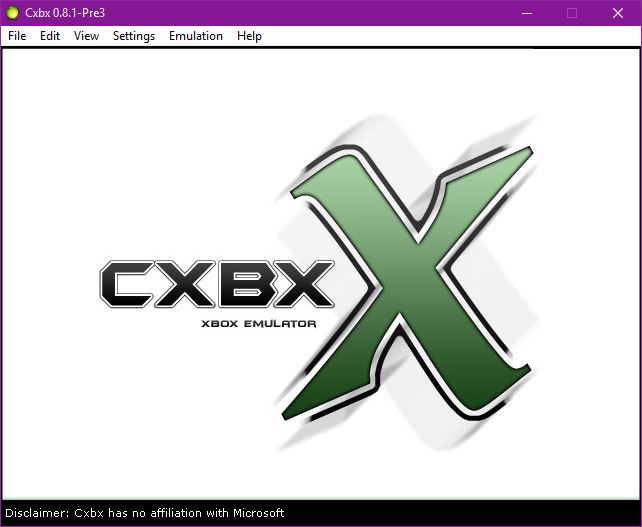 Cxbx 0.8.1-Pre3
File Edit View Settings Emulation Help
CXBX
XBOX EMULATOR
X
Disclaimer: Cxbx has no affiliation with Microsoft